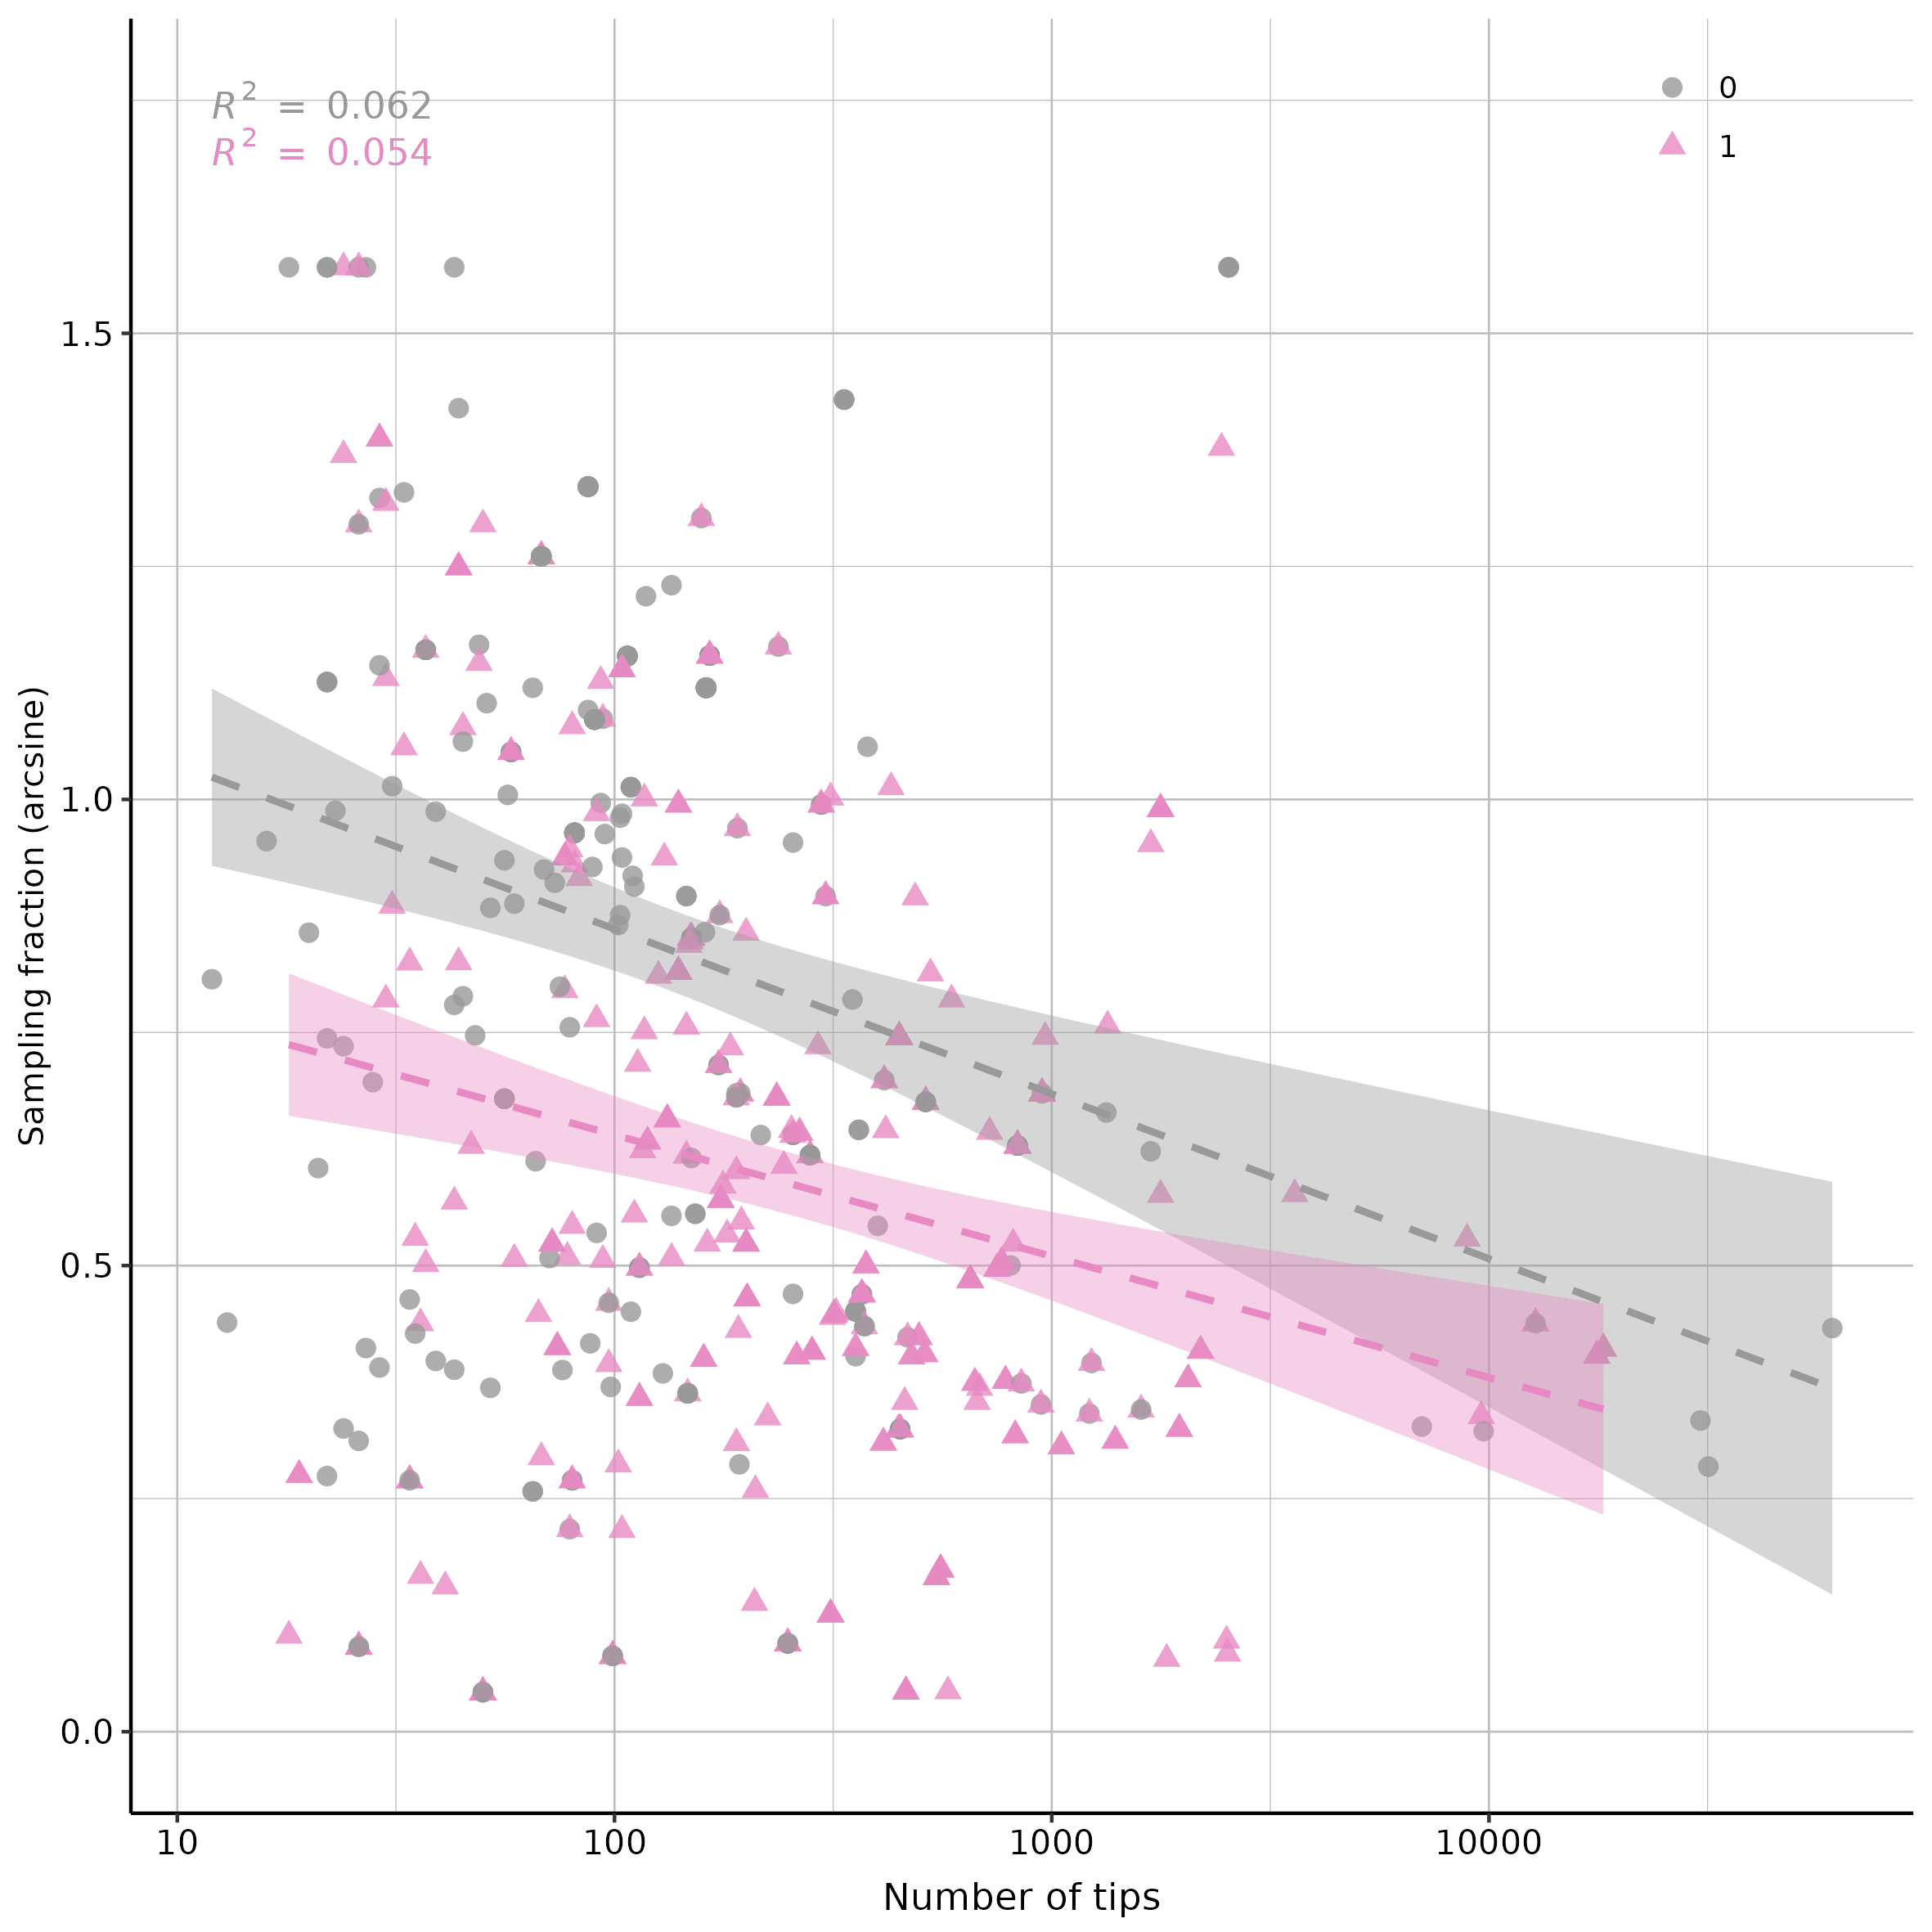 R² = 0.062
R² = 0.054
0
1
1.5
1.0
0.5
0.0
Sampling fraction (arcsine)
10 100 1000 10000
Number of tips